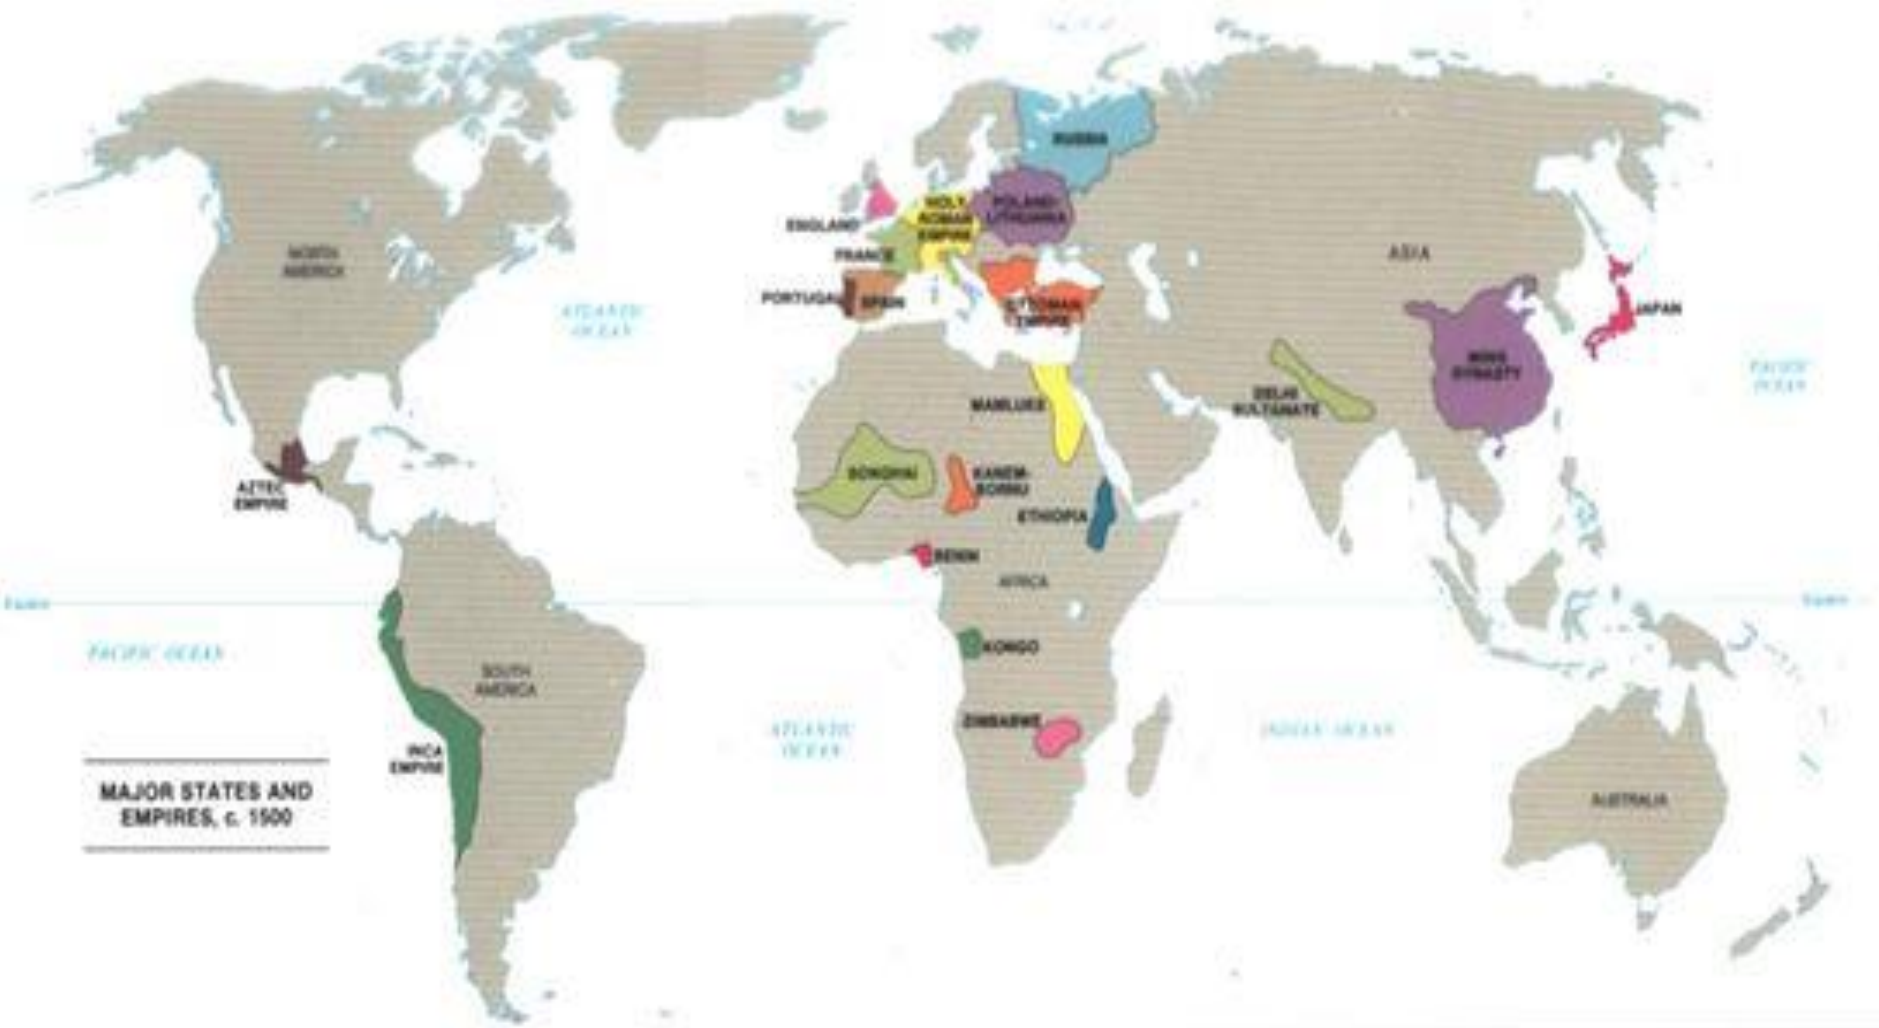 RUSSIA
HOLY
ROMAN
EMPIRE
POLAND-
LITHUANIA
ENGLAND
FRANCE
PORTUGAL
SPAIN
OTTOMAN
EMPIRE
NORTH
AMERICA
ATLANTIC
OCEAN
ASIA
JAPAN
MING
DYNASTY
PACIFIC
OCEAN
DELHI
SULTANATE
MAMLUKS
SONGHAI
KANEM-
BORNU
AZTEC
EMPIRE
ETHIOPIA
BENIN
AFRICA
KONGO
PACIFIC OCEAN
SOUTH
AMERICA
ZIMBABWE
ATLANTIC
OCEAN
INDIAN OCEAN
INCA
EMPIRE
MAJOR STATES AND
EMPIRES, c. 1500
AUSTRALIA